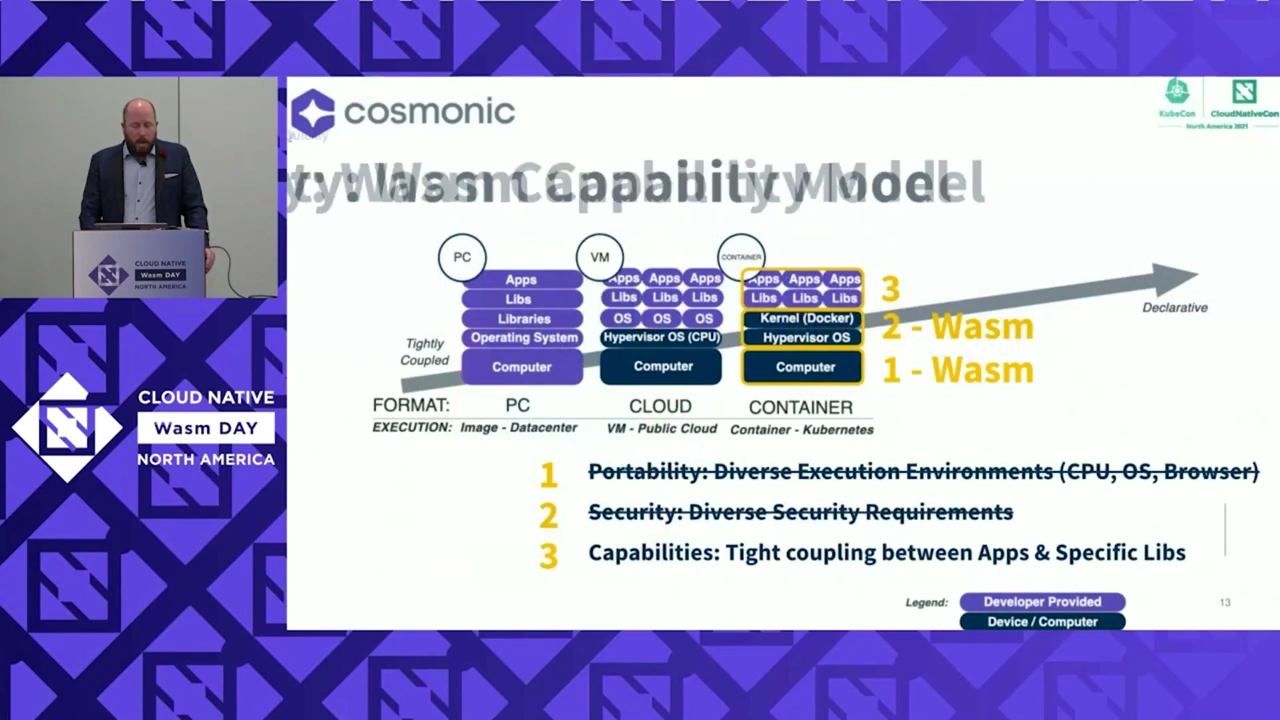 cosmonic
KubeCon
CloudNativeCon
North America 2021
Wasm Capability Model
PC
VM
CONTAINER
Apps
Libs
Libraries
Operating System
Computer
Apps Apps Apps
Libs Libs Libs
OS OS OS
Hypervisor OS (CPU)
Computer
Apps Apps Apps
Libs Libs Libs
Kernel (Docker)
Hypervisor OS
Computer
3
2 - Wasm
1 - Wasm
Tightly
Coupled
Declarative
FORMAT: PC CLOUD CONTAINER
EXECUTION: Image - Datacenter VM - Public Cloud Container - Kubernetes
1 Portability: Diverse Execution Environments (CPU, OS, Browser)
2 Security: Diverse Security Requirements
3 Capabilities: Tight coupling between Apps & Specific Libs
Legend: Developer Provided
Device / Computer
13
CLOUD NATIVE
Wasm DAY
NORTH AMERICA
CLOUD NATIVE
Wasm DAY
NORTH AMERICA